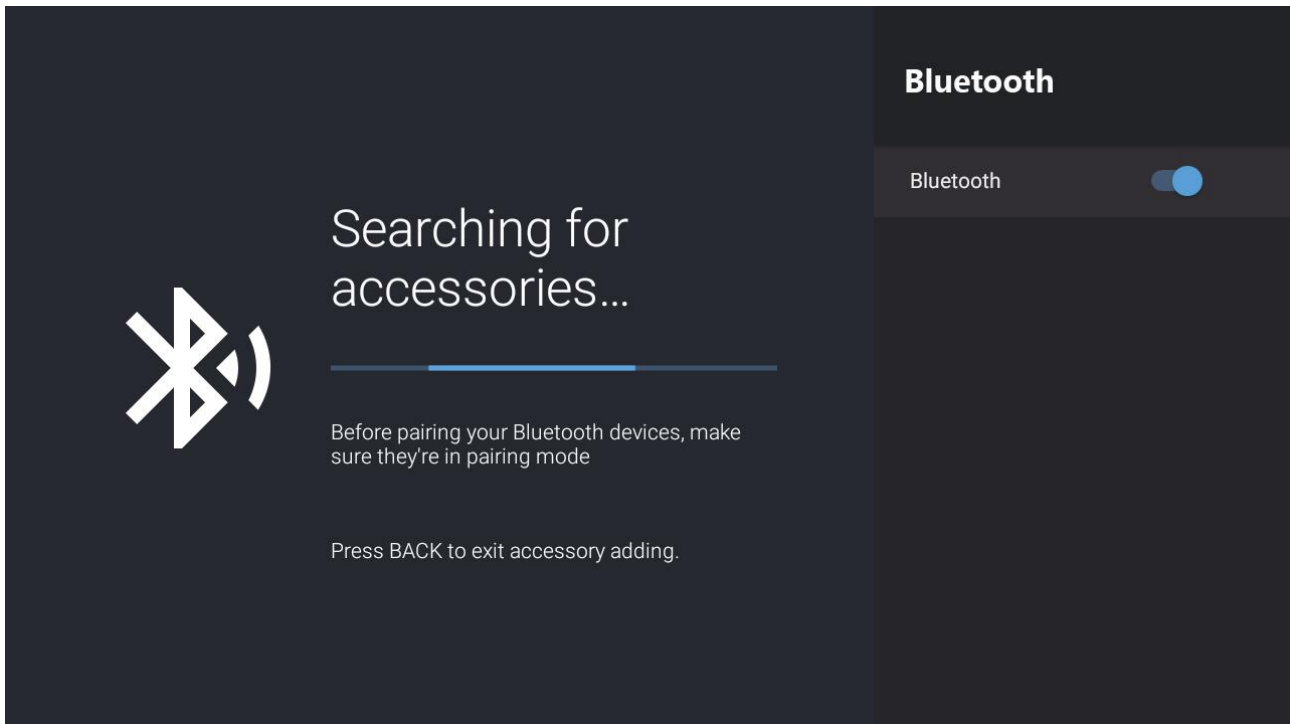 Searching for
accessories...
Before pairing your Bluetooth devices, make
sure they're in pairing mode
Press BACK to exit accessory adding.
Bluetooth
Bluetooth